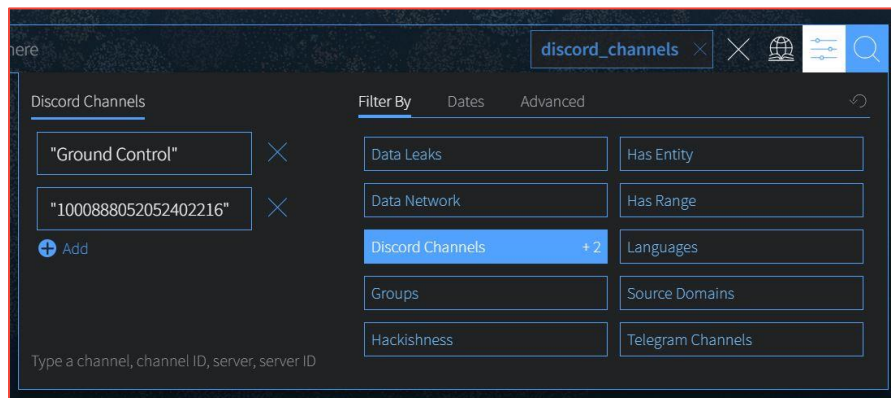 discord_channels
Discord Channels
Filter By Dates Advanced
"Ground Control"
"1000888052052402216"
Add
Type a channel, channel ID, server, server ID
Data Leaks
Has Entity
Data Network
Has Range
Discord Channels +2
Languages
Groups
Source Domains
Hackishness
Telegram Channels